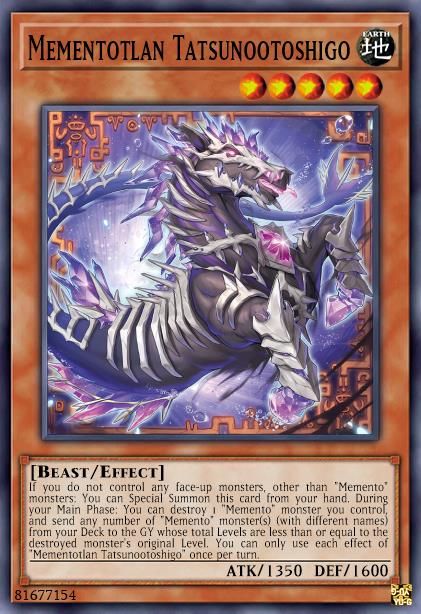 Mementotlan Tatsunootoshigo
EARTH
地
[Beast/Effect]
If you do not control any face-up monsters, other than "Memento"
monsters: You can Special Summon this card from your hand. During
your Main Phase: You can destroy 1 "Memento" monster you control,
and send any number of "Memento" monster(s) (with different names)
from your Deck to the GY whose total Levels are less than or equal to the
destroyed monster's original Level. You can only use each effect of
"Mementotlan Tatsunootoshigo" once per turn.
ATK/1350 DEF/1600
81677154